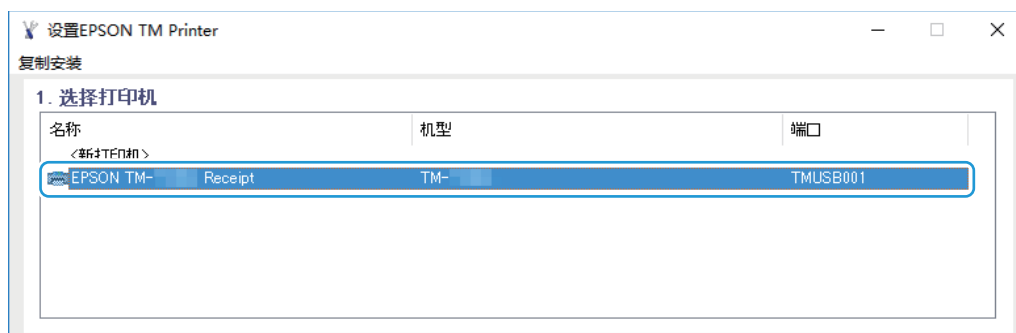 设置EPSON TM Printer
复制安装
1. 选择打印机
名称 机型 端口
<新打印机>
EPSON TM- Receipt TM- TMUSB001